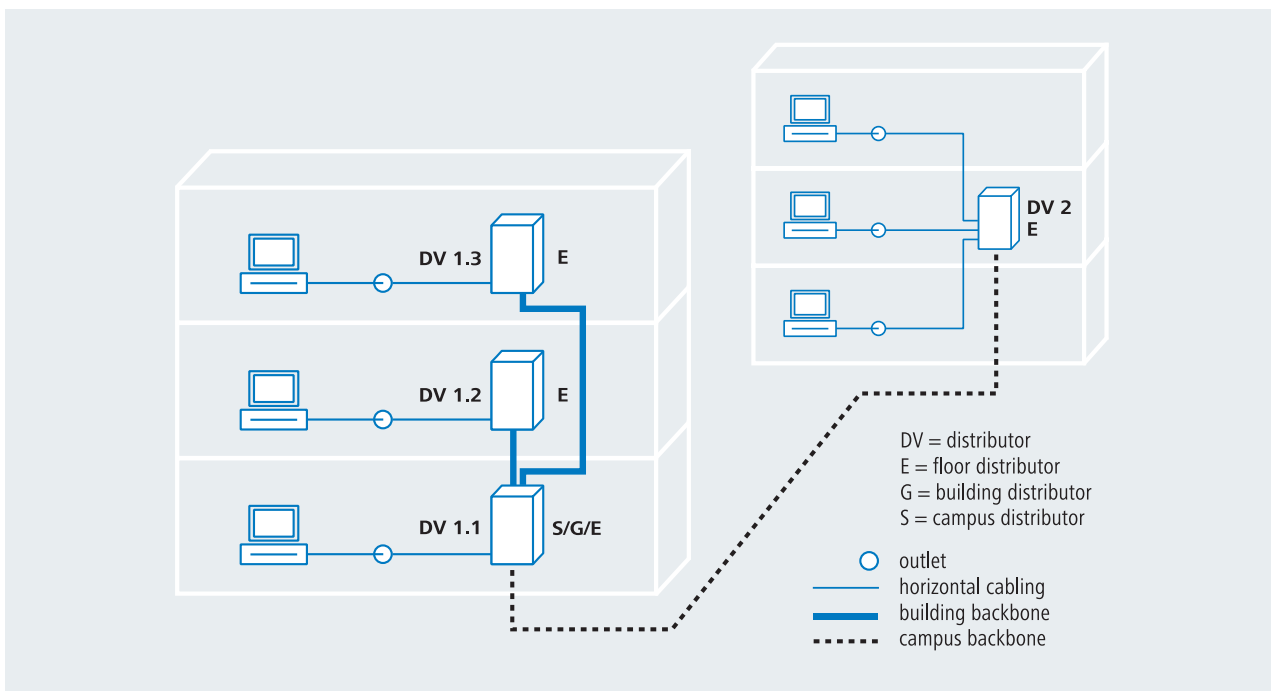 DV 1.3
E
DV 1.2
E
DV 1.1
S/G/E
DV 2
E
DV = distributor
E = floor distributor
G = building distributor
S = campus distributor
outlet
horizontal cabling
building backbone
campus backbone